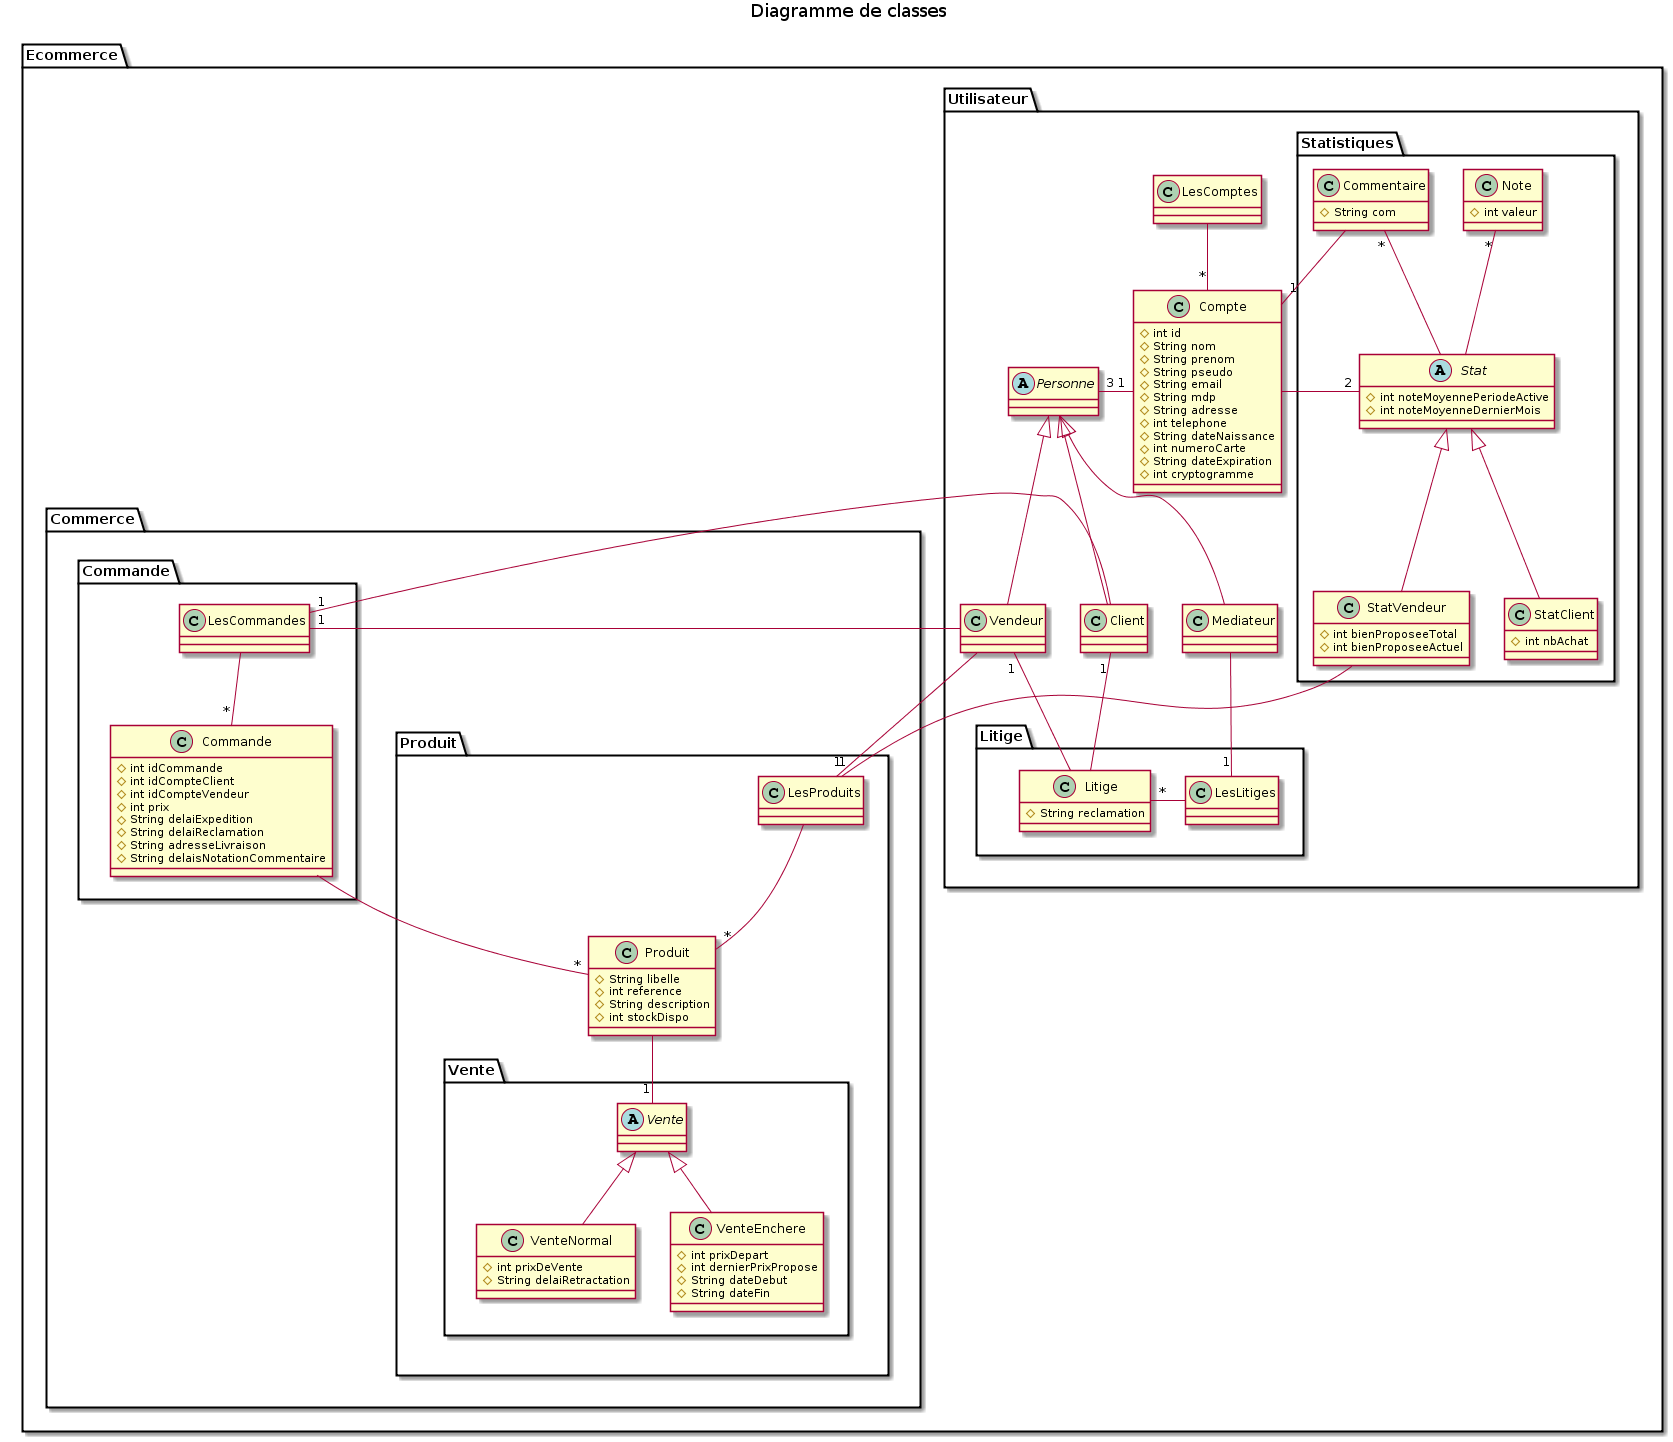 Diagramme de classes
Ecommerce
Utilisateur
Statistiques
C Commentaire
String com
C Note
int valeur
C LesComptes
*
*
*
1
C Compte
int id
String nom
String prenom
String pseudo
String email
String mdp
String adresse
int telephone
String dateNaissance
int numeroCarte
String dateExpiration
int cryptogramme
A Personne
3 1
2
A Stat
int noteMoyennePeriodeActive
int noteMoyenneDernierMois
Commerce
Commande
C LesCommandes
1
1
C Vendeur
C Client
C Mediateur
C StatVendeur
int bienProposeeTotal
int bienProposeeActuel
C StatClient
int nbAchat
1
1
*
C Commande
int idCommande
int idCompteClient
int idCompteVendeur
int prix
String delaiExpedition
String delaiReclamation
String adresseLivraison
String delaisNotationCommentaire
Produit
1
1
C LesProduits
Litige
C Litige
String reclamation
*
1
C LesLitiges
*
*
C Produit
String libelle
int reference
String description
int stockDispo
Vente
1
A Vente
C VenteNormal
int prixDeVente
String delaiRetractation
C VenteEnchere
int prixDepart
int dernierPrixPropose
String dateDebut
String dateFin